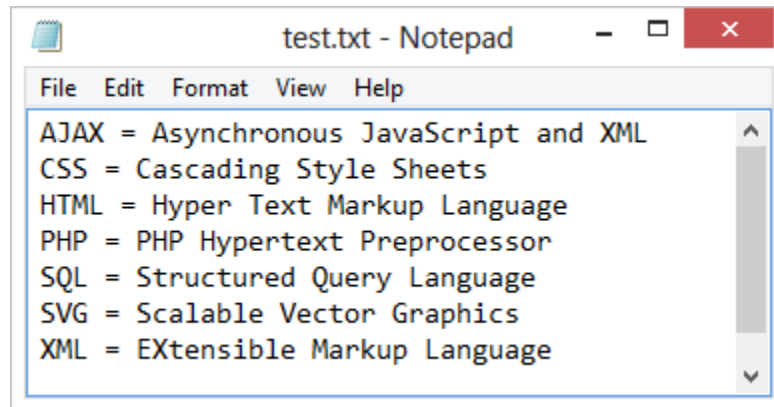 test.txt - Notepad
File Edit Format View Help
AJAX = Asynchronous JavaScript and XML
CSS = Cascading Style Sheets
HTML = Hyper Text Markup Language
PHP = PHP Hypertext Preprocessor
SQL = Structured Query Language
SVG = Scalable Vector Graphics
XML = EXtensible Markup Language